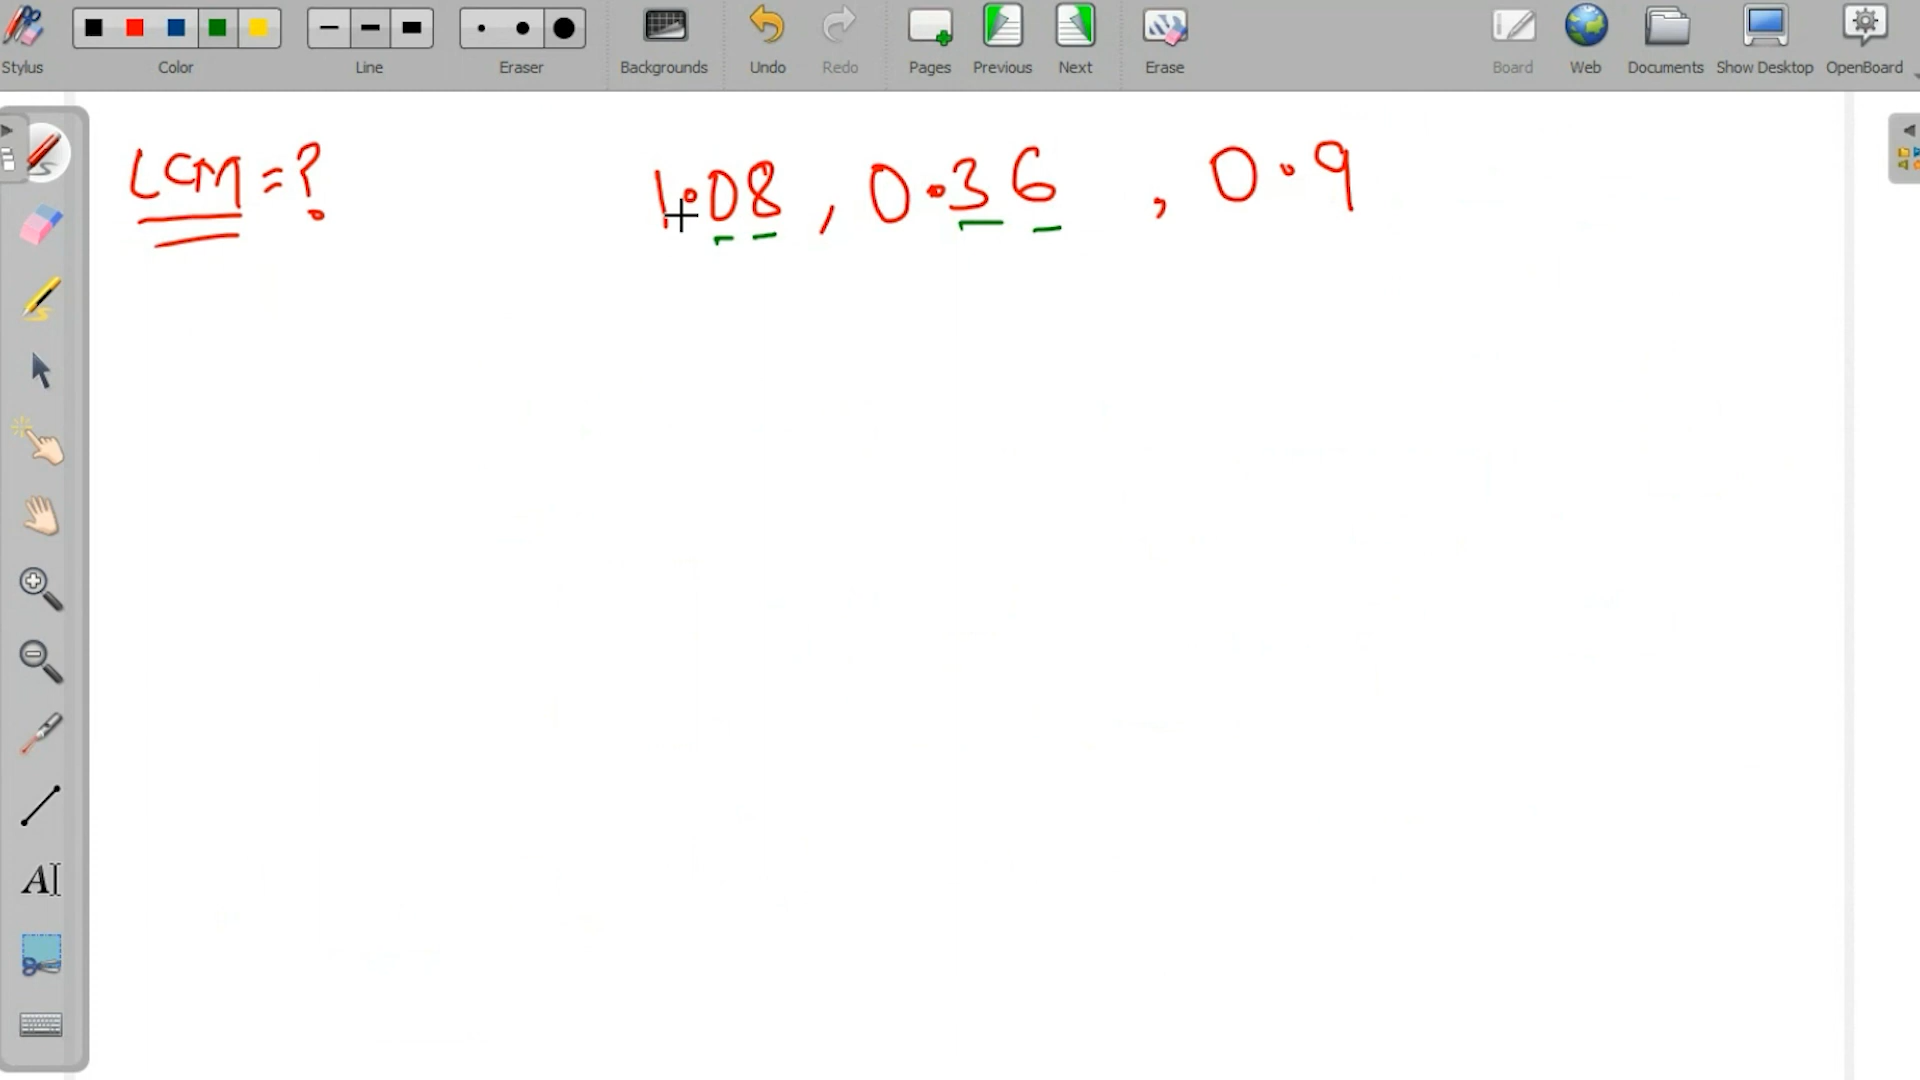 Stylus Color Line Eraser Backgrounds Undo Redo Pages Previous Next Erase Board Web Documents Show Desktop OpenBoard
LCM = ? 1.08 , 0.36 , 0.9
AI